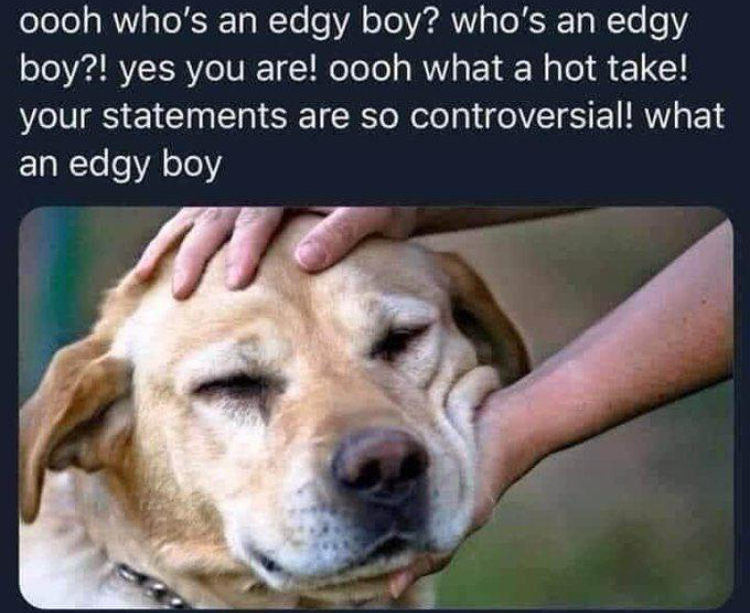 oooh who's an edgy boy? who's an edgy
boy?! yes you are! oooh what a hot take!
your statements are so controversial! what
an edgy boy